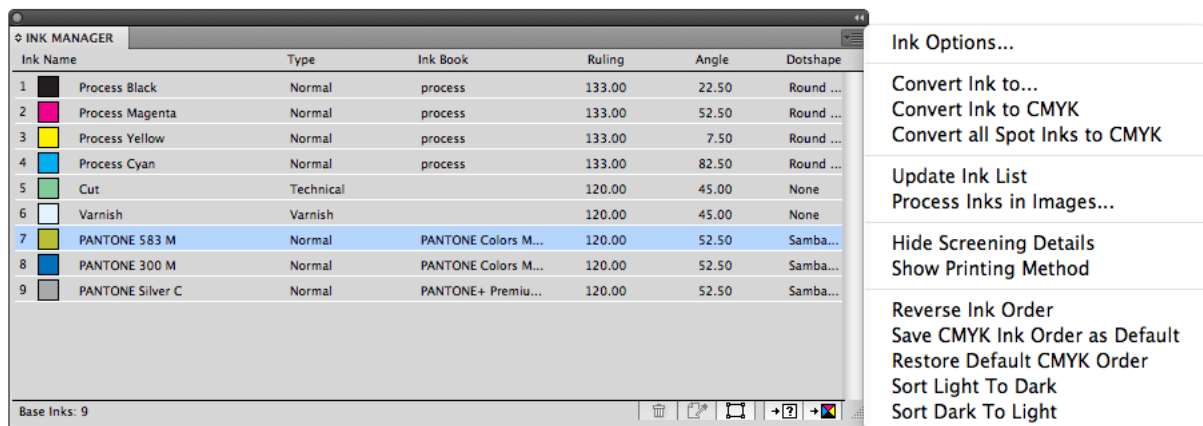 INK MANAGER
Ink Name Type Ink Book Ruling Angle Dotshape
1 Process Black Normal process 133.00 22.50 Round ...
2 Process Magenta Normal process 133.00 52.50 Round ...
3 Process Yellow Normal process 133.00 7.50 Round ...
4 Process Cyan Normal process 133.00 82.50 Round ...
5 Cut Technical 120.00 45.00 None
6 Varnish Varnish 120.00 45.00 None
7 PANTONE 583 M Normal PANTONE Colors M... 120.00 52.50 Samba...
8 PANTONE 300 M Normal PANTONE Colors M... 120.00 52.50 Samba...
9 PANTONE Silver C Normal PANTONE+ Premiu... 120.00 52.50 Samba...
Base Inks: 9
Ink Options...
Convert Ink to...
Convert Ink to CMYK
Convert all Spot Inks to CMYK
Update Ink List
Process Inks in Images...
Hide Screening Details
Show Printing Method
Reverse Ink Order
Save CMYK Ink Order as Default
Restore Default CMYK Order
Sort Light To Dark
Sort Dark To Light